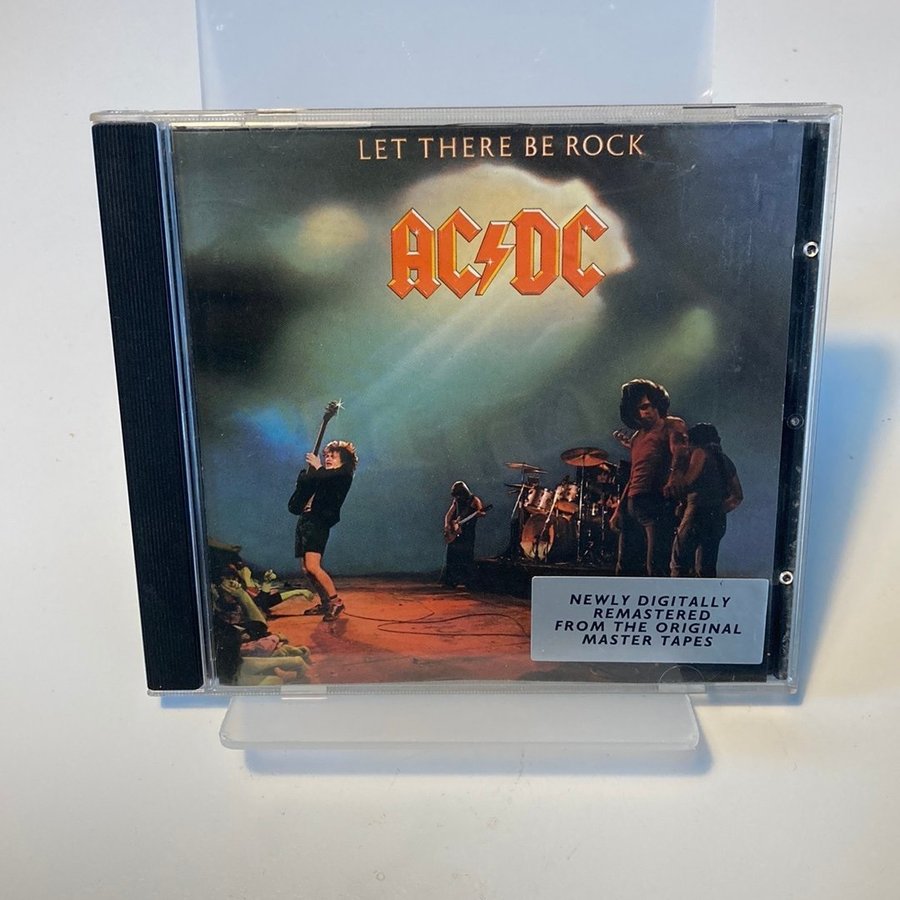 LET THERE BE ROCK
AC⚡DC
NEWLY DIGITALLY
REMASTERED
FROM THE ORIGINAL
MASTER TAPES